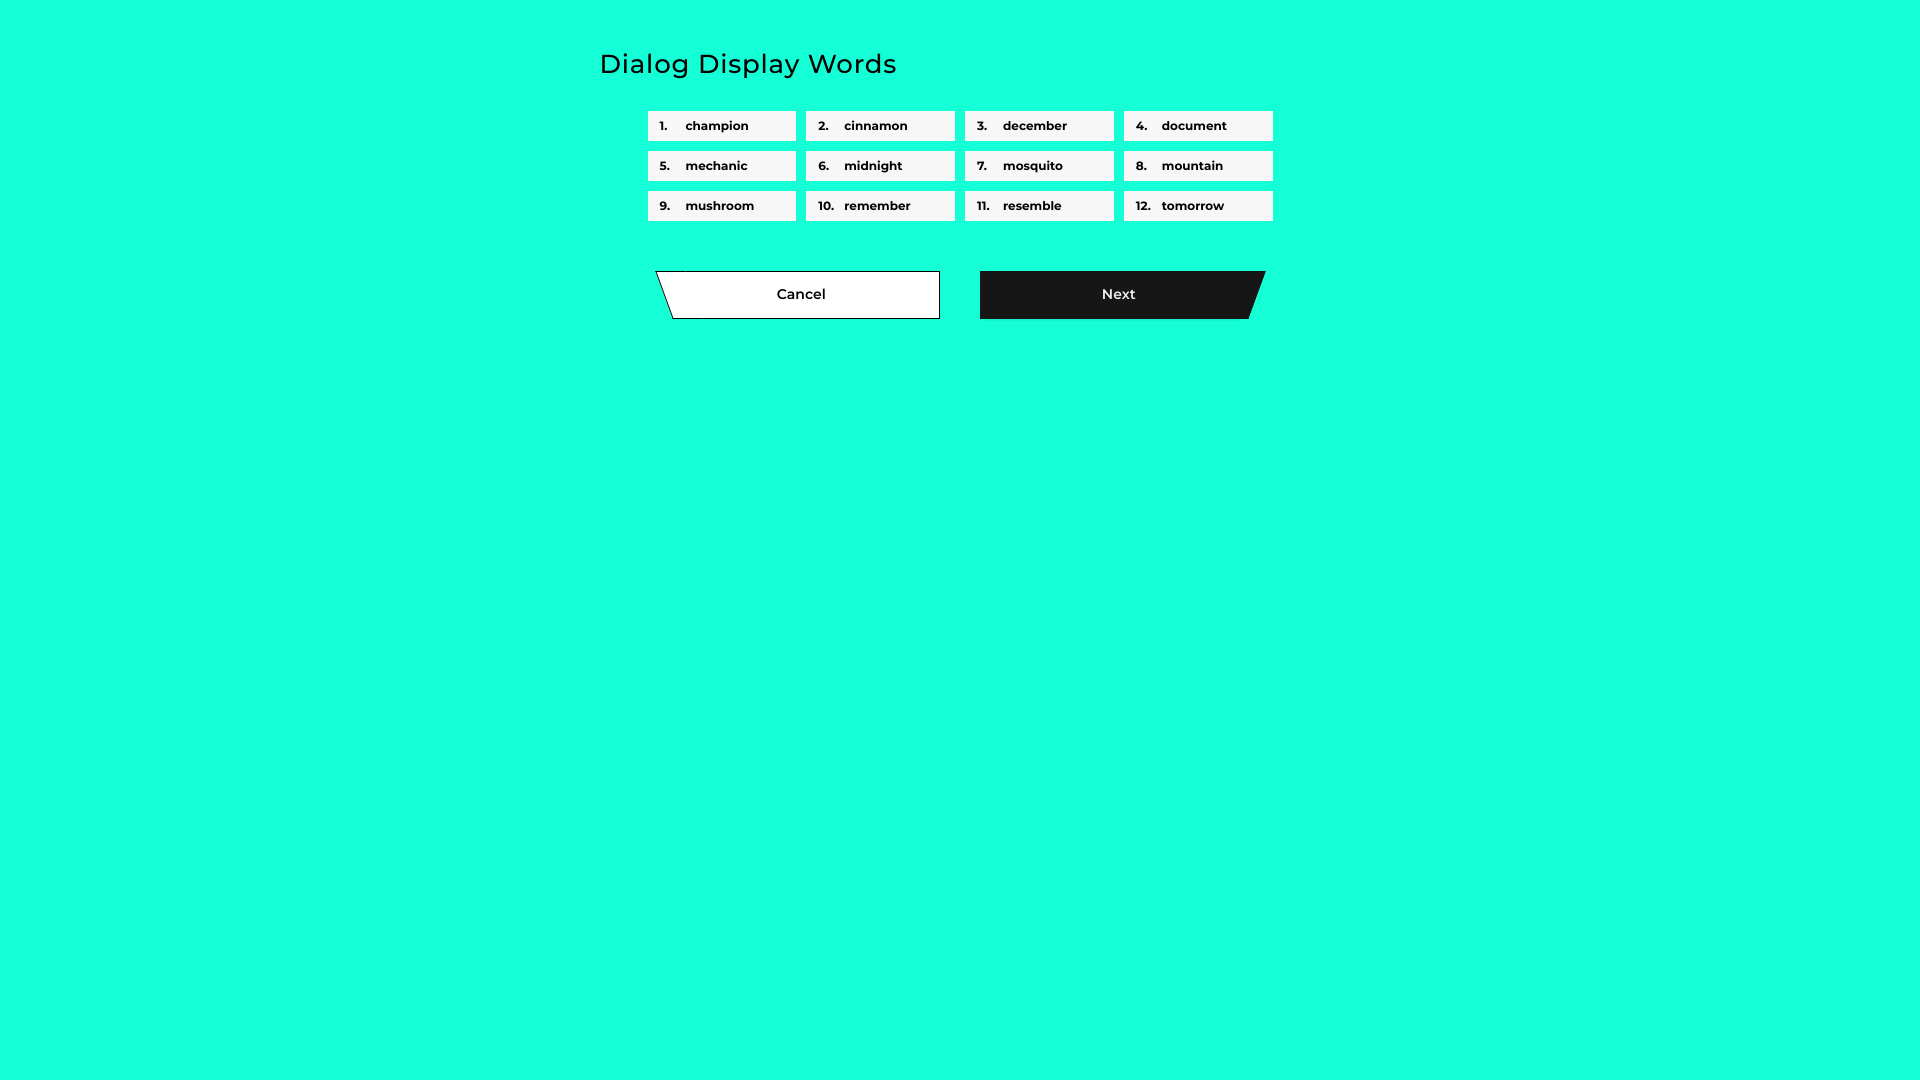 Dialog Display Words
1. champion 2. cinnamon 3. december 4. document
5. mechanic 6. midnight 7. mosquito 8. mountain
9. mushroom 10. remember 11. resemble 12. tomorrow
Cancel Next